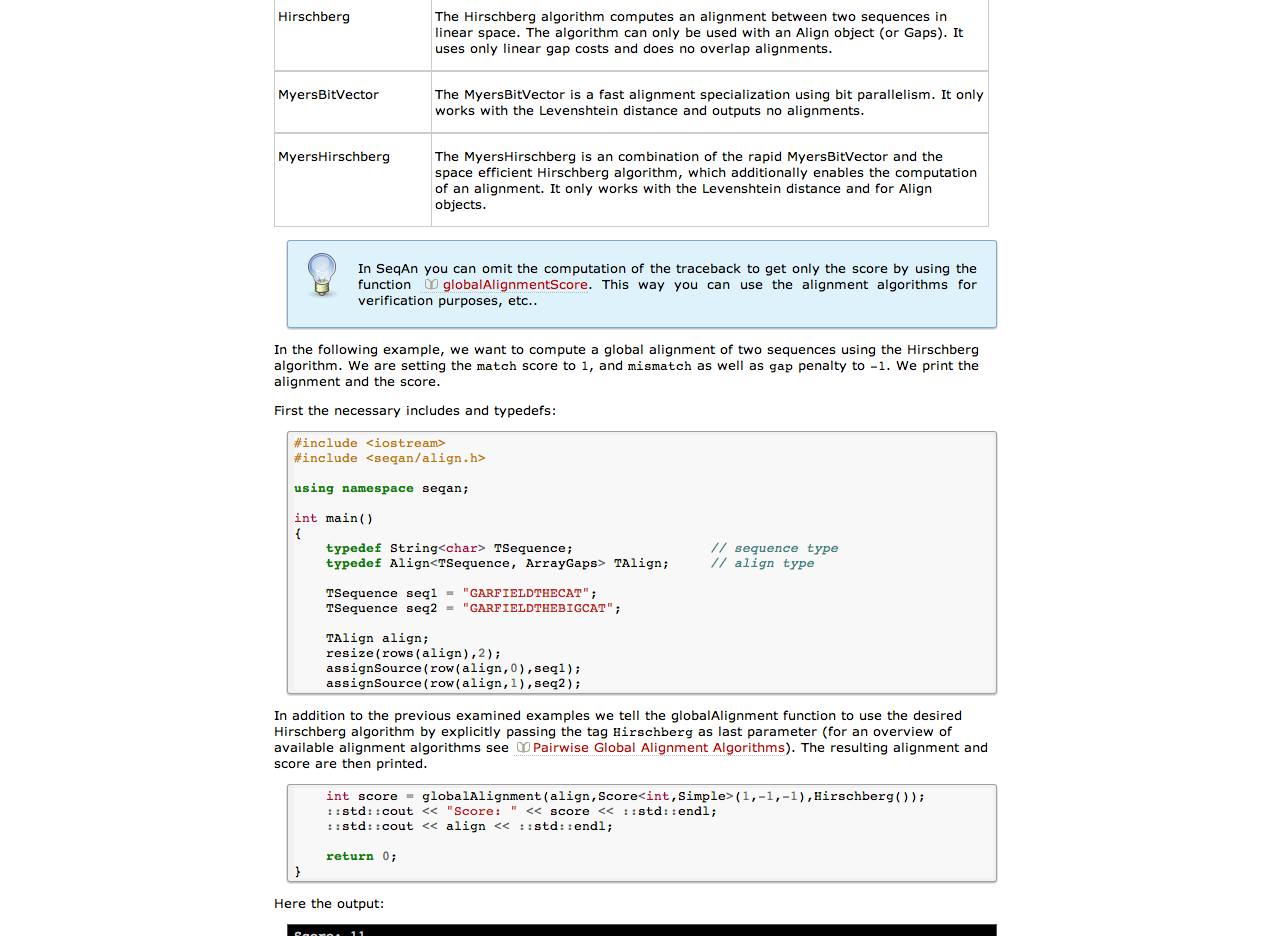 Hirschberg
The Hirschberg algorithm computes an alignment between two sequences in
linear space. The algorithm can only be used with an Align object (or Gaps). It
uses only linear gap costs and does no overlap alignments.
MyersBitVector
The MyersBitVector is a fast alignment specialization using bit parallelism. It only
works with the Levenshtein distance and outputs no alignments.
MyersHirschberg
The MyersHirschberg is an combination of the rapid MyersBitVector and the
space efficient Hirschberg algorithm, which additionally enables the computation
of an alignment. It only works with the Levenshtein distance and for Align
objects.
In SeqAn you can omit the computation of the traceback to get only the score by using the
function globalAlignmentScore. This way you can use the alignment algorithms for
verification purposes, etc..
In the following example, we want to compute a global alignment of two sequences using the Hirschberg
algorithm. We are setting the match score to 1, and mismatch as well as gap penalty to -1. We print the
alignment and the score.
First the necessary includes and typedefs:
#include <iostream>
#include <seqan/align.h>
using namespace seqan;
int main()
{
typedef String<char> TSequence; // sequence type
typedef Align<TSequence, ArrayGaps> TAlign; // align type
TSequence seq1 = "GARFIELDTHECAT";
TSequence seq2 = "GARFIELDTHEBIGCAT";
TAlign align;
resize(rows(align),2);
assignSource(row(align,0),seq1);
assignSource(row(align,1),seq2);
In addition to the previous examined examples we tell the globalAlignment function to use the desired
Hirschberg algorithm by explicitly passing the tag Hirschberg as last parameter (for an overview of
available alignment algorithms see Pairwise Global Alignment Algorithms). The resulting alignment and
score are then printed.
int score = globalAlignment(align,Score<int,Simple>(1,-1,-1),Hirschberg());
::std::cout << "Score: " << score << ::std::endl;
::std::cout << align << ::std::endl;
return 0;
}
Here the output:
Score: 11